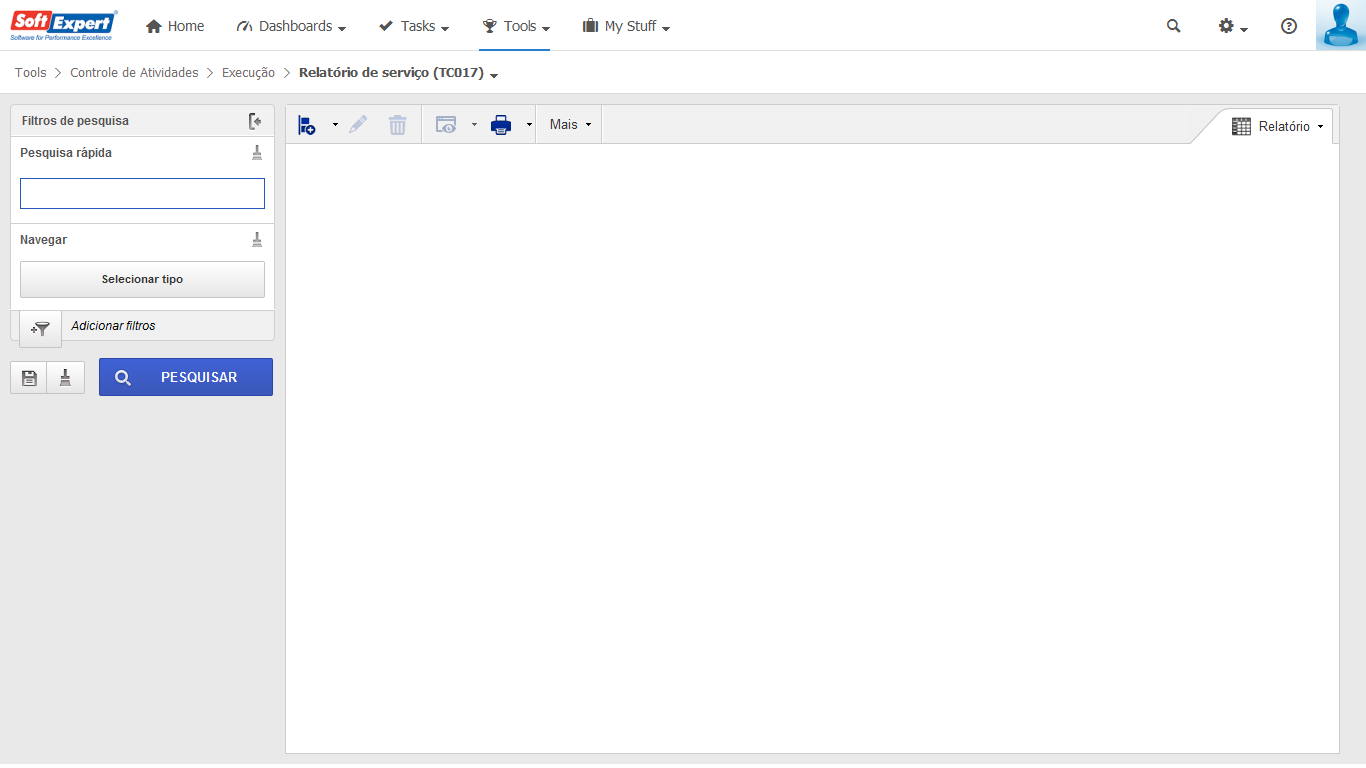 SoftExpert®
Software for Performance Excellence
Home
Dashboards
Tasks
Tools
My Stuff
Tools > Controle de Atividades > Execução > Relatório de serviço (TC017)
Filtros de pesquisa
Mais
Relatório
Pesquisa rápida
Navegar
Selecionar tipo
Adicionar filtros
PESQUISAR